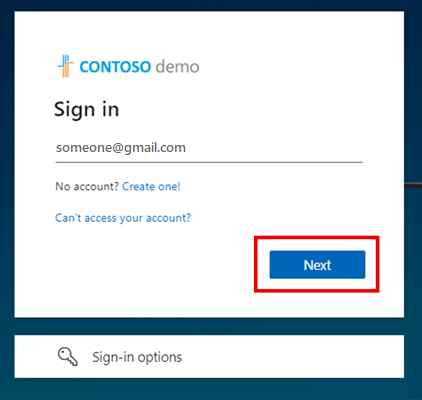 CONTOSO demo
Sign in
someone@gmail.com
No account? Create one!
Can't access your account?
Next
Sign-in options